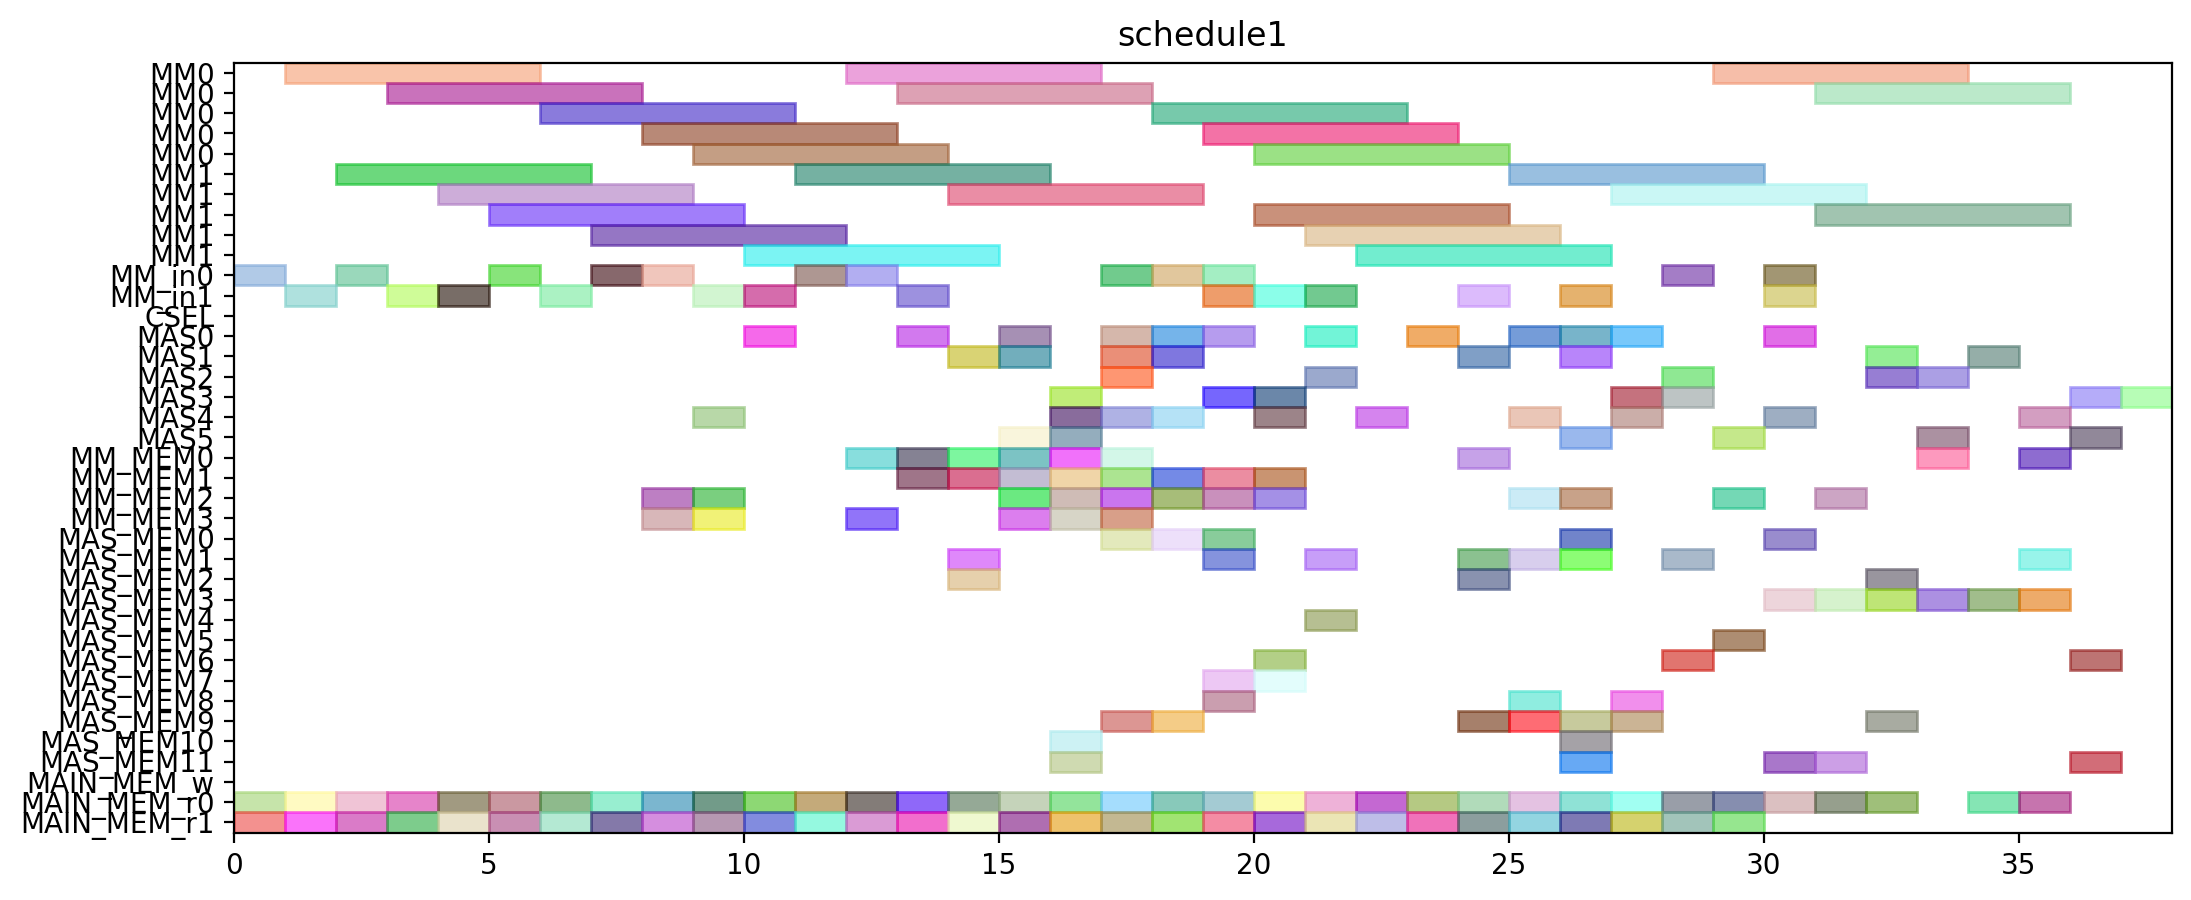 schedule1
MM0
MM0
MM0
MM0
MM0
MM1
MM1
MM1
MM1
MM1
MM_in0
MM_in1
CSEL
MAS0
MAS1
MAS2
MAS3
MAS4
MAS5
MM_MEM0
MM_MEM1
MM_MEM2
MM_MEM3
MAS_MEM0
MAS_MEM1
MAS_MEM2
MAS_MEM3
MAS_MEM4
MAS_MEM5
MAS_MEM6
MAS_MEM7
MAS_MEM8
MAS_MEM9
MAS_MEM10
MAS_MEM11
MAIN_MEM_w
MAIN_MEM_r0
MAIN_MEM_r1
0 5 10 15 20 25 30 35